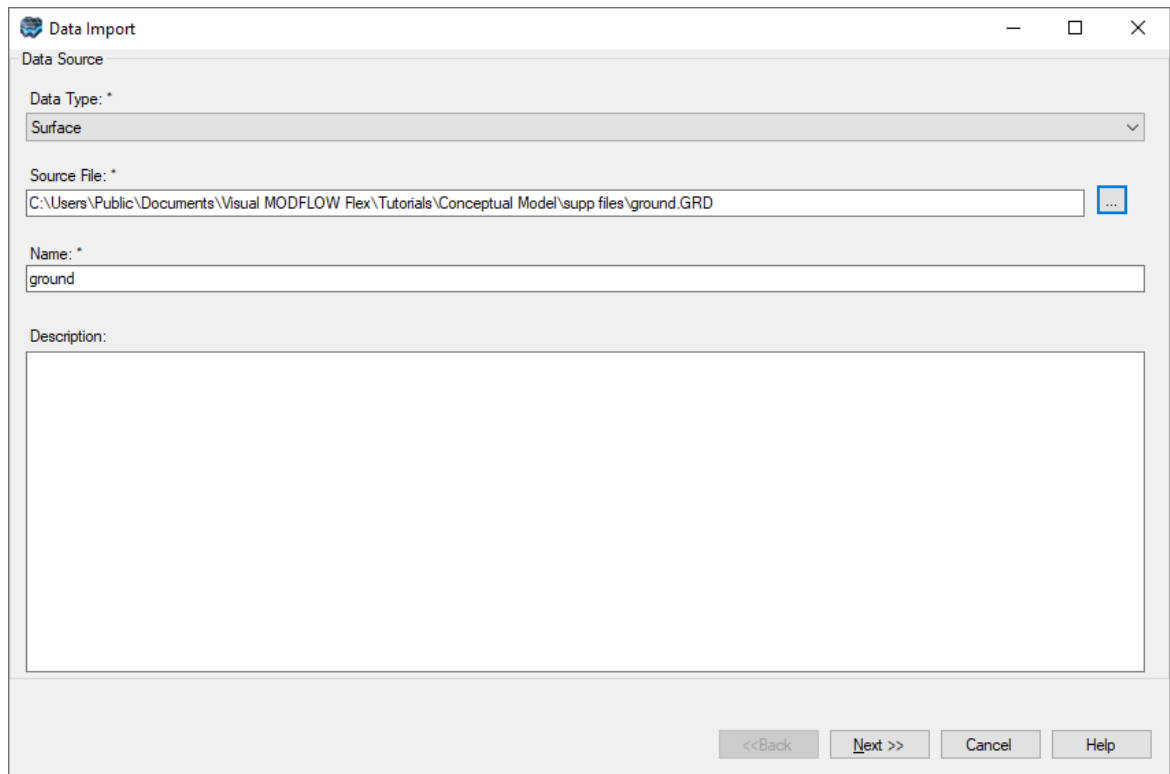 Data Import
Data Source
Data Type: *
Surface
Source File: *
C:\Users\Public\Documents\Visual MODFLOW Flex\Tutorials\Conceptual Model\supp files\ground.GRD
...
Name: *
ground
Description:
<<Back Next >> Cancel Help